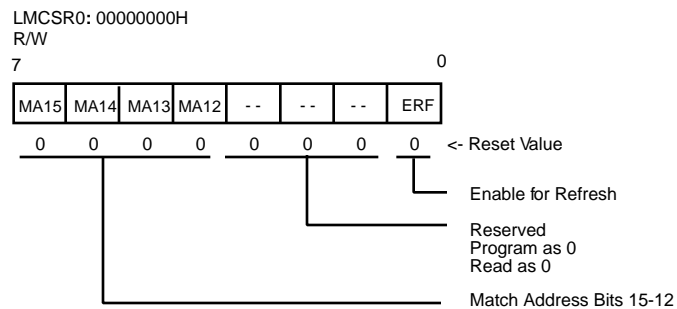 LMCSR0: 00000000H
R/W
7 0
MA15 MA14 MA13 MA12 - - - - - - ERF
0 0 0 0 0 0 0 0 <- Reset Value
Enable for Refresh
Reserved
Program as 0
Read as 0
Match Address Bits 15-12